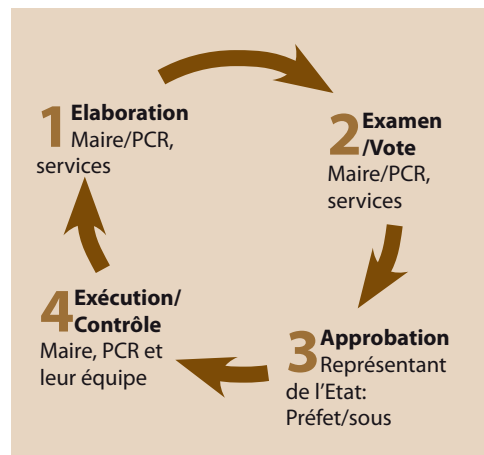 1 Elaboration
Maire/PCR,
services
2 Examen
/Vote
Maire/PCR,
services
3 Approbation
Représentant
de l'Etat:
Préfet/sous
4 Exécution/
Contrôle
Maire, PCR et
leur équipe